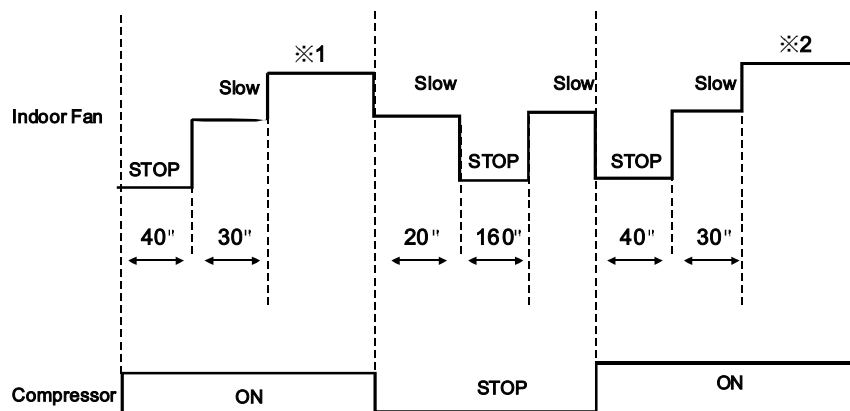 ※1 ※2
Slow Slow Slow Slow
Indoor Fan
STOP STOP STOP
40" 30" 20" 160" 40" 30"
Compressor ON STOP ON